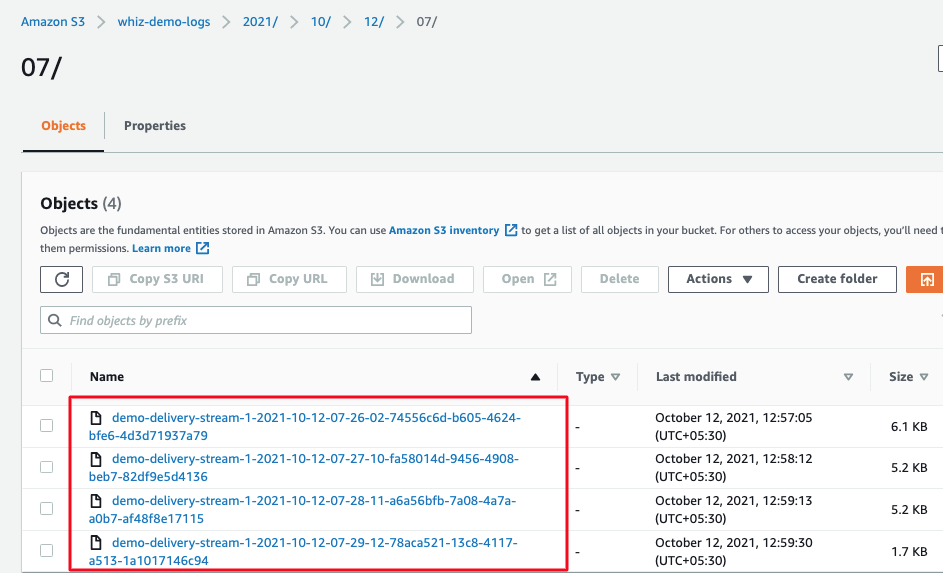 Amazon S3 > whiz-demo-logs > 2021/ > 10/ > 12/ > 07/
07/
Objects Properties
Objects (4)
Objects are the fundamental entities stored in Amazon S3. You can use Amazon S3 inventory to get a list of all objects in your bucket. For others to access your objects, you'll need t
them permissions. Learn more
Copy S3 URI Copy URL Download Open Delete Actions Create folder
Find objects by prefix
Name Type Last modified Size
demo-delivery-stream-1-2021-10-12-07-26-02-74556c6d-b605-4624- October 12, 2021, 12:57:05
bfe6-4d3d71937a79 - (UTC+05:30) 6.1 KB
demo-delivery-stream-1-2021-10-12-07-27-10-fa58014d-9456-4908- October 12, 2021, 12:58:12
beb7-82df9e5d4136 - (UTC+05:30) 5.2 KB
demo-delivery-stream-1-2021-10-12-07-28-11-a6a56bfb-7a08-4a7a- October 12, 2021, 12:59:13
a0b7-af48f8e17115 - (UTC+05:30) 5.2 KB
demo-delivery-stream-1-2021-10-12-07-29-12-78aca521-13c8-4117- October 12, 2021, 12:59:30
a513-1a1017146c94 - (UTC+05:30) 1.7 KB